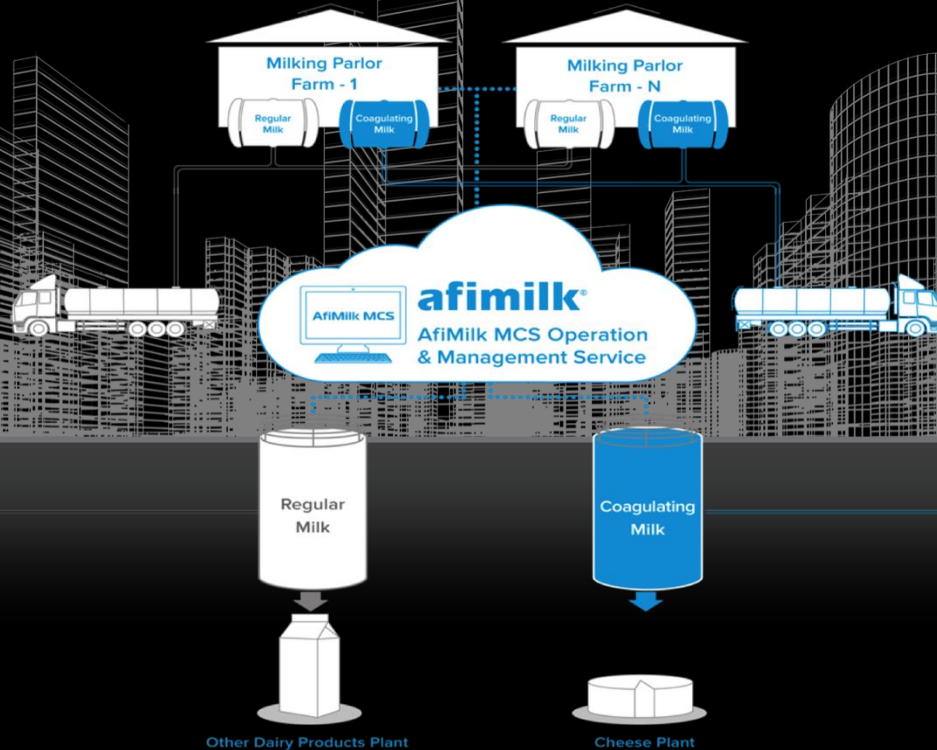 Milking Parlor
Farm - 1
Milking Parlor
Farm - N
Regular
Milk
Coagulating
Milk
Regular
Milk
Coagulating
Milk
AfiMilk MCS
afimilk®
AfiMilk MCS Operation
& Management Service
Regular
Milk
Coagulating
Milk
Other Dairy Products Plant
Cheese Plant